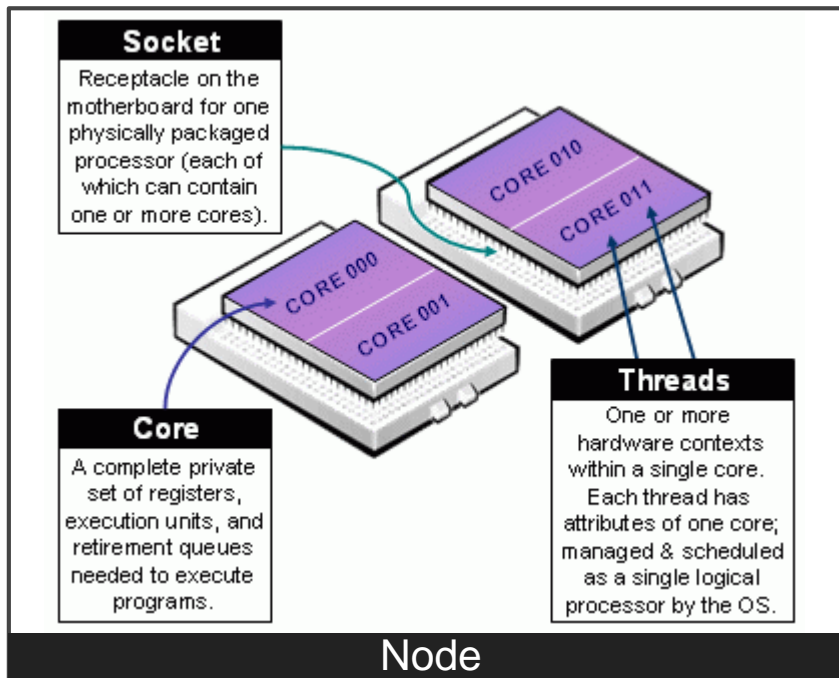 Socket
Receptacle on the
motherboard for one
physically packaged
processor (each of
which can contain
one or more cores).
CORE 010
CORE 011
CORE 000
CORE 001
Core
A complete private
set of registers,
execution units, and
retirement queues
needed to execute
programs.
Threads
One or more
hardware contexts
within a single core.
Each thread has
attributes of one core;
managed & scheduled
as a single logical
processor by the OS.
Node